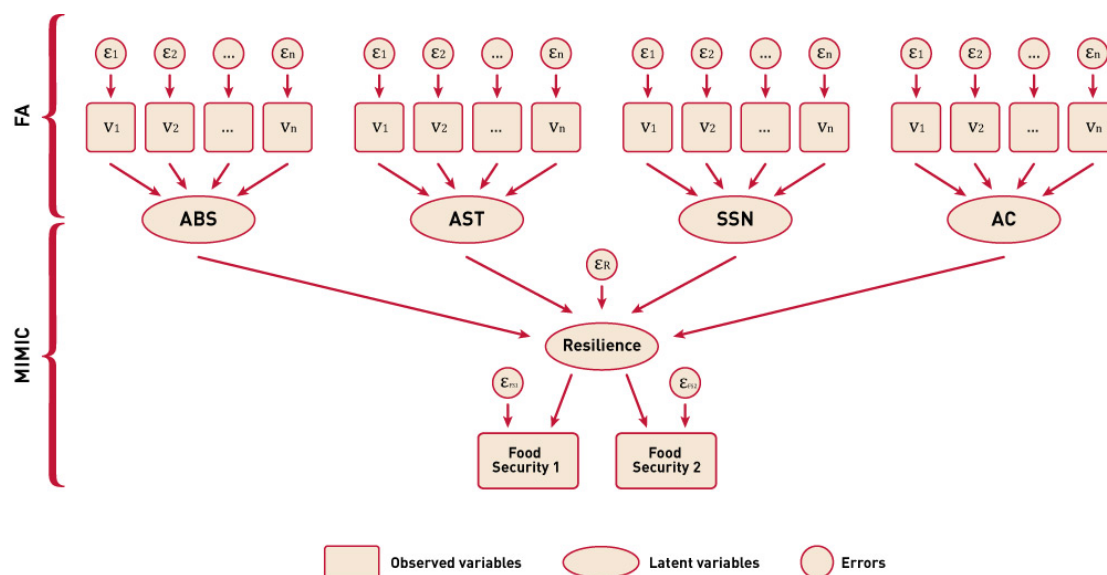 FA
ε1 ε2 ... εn ε1 ε2 ... εn ε1 ε2 ... εn ε1 ε2 ... εn
V1 V2 ... Vn V1 V2 ... Vn V1 V2 ... Vn V1 V2 ... Vn
ABS AST SSN AC
MIMIC
εR
Resilience
εFS1 εFS2
Food
Security 1
Food
Security 2
Observed variables Latent variables Errors